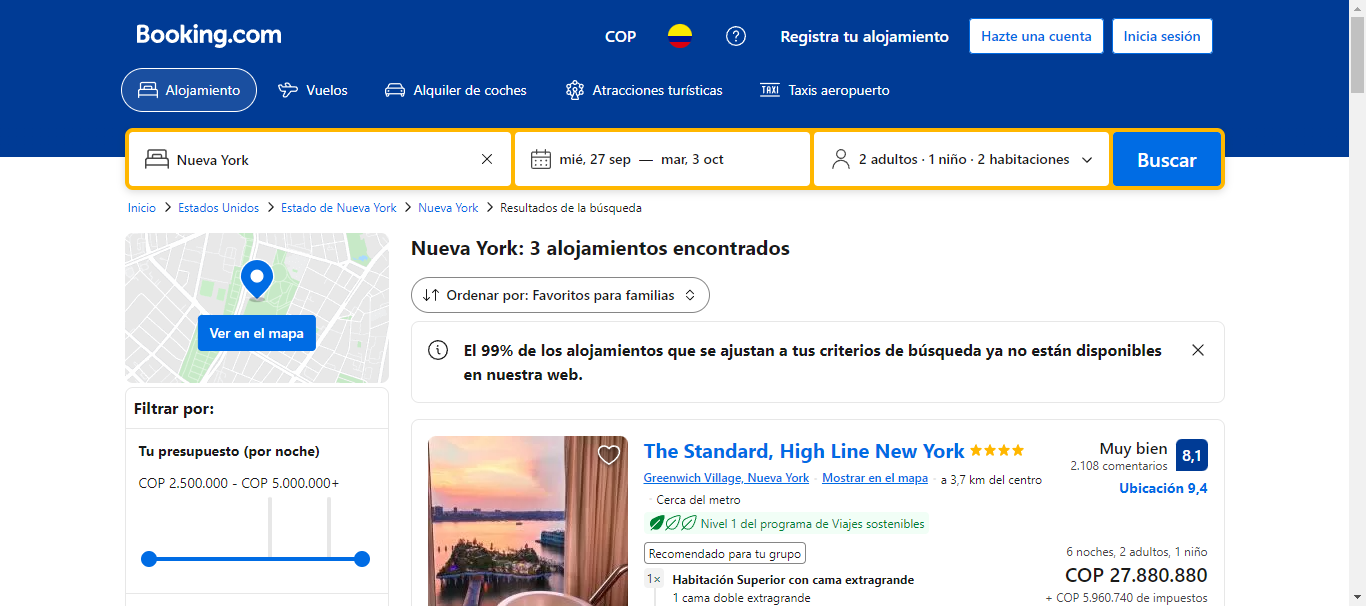 Booking.com
COP
Registra tu alojamiento
Hazte una cuenta
Inicia sesión
Alojamiento
Vuelos
Alquiler de coches
Atracciones turísticas
TAXI
Taxis aeropuerto
Nueva York
mié, 27 sep — mar, 3 oct
2 adultos · 1 niño · 2 habitaciones
Buscar
Inicio > Estados Unidos > Estado de Nueva York > Nueva York > Resultados de la búsqueda
Ver en el mapa
Filtrar por:
Tu presupuesto (por noche)
COP 2.500.000 - COP 5.000.000+
Nueva York: 3 alojamientos encontrados
Ordenar por: Favoritos para familias
El 99% de los alojamientos que se ajustan a tus criterios de búsqueda ya no están disponibles
en nuestra web.
The Standard, High Line New York
Greenwich Village, Nueva York · Mostrar en el mapa · a 3,7 km del centro
· Cerca del metro
Nivel 1 del programa de Viajes sostenibles
Recomendado para tu grupo
1× Habitación Superior con cama extragrande
1 cama doble extragrande
Muy bien
8,1
2.108 comentarios
Ubicación 9,4
6 noches, 2 adultos, 1 niño
COP 27.880.880
+ COP 5.960.740 de impuestos